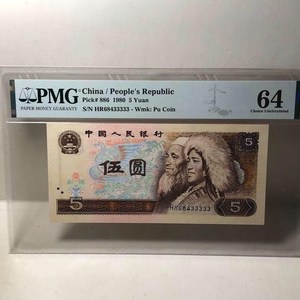 PMG
PAPER MONEY GUARANTY
China / People's Republic
Pick# 886 1980 5 Yuan
S/N HR68433333 - Wmk: Pu Coin
64
Choice Uncirculated
中国人民银行
5
伍圆
HR68433333
5
5